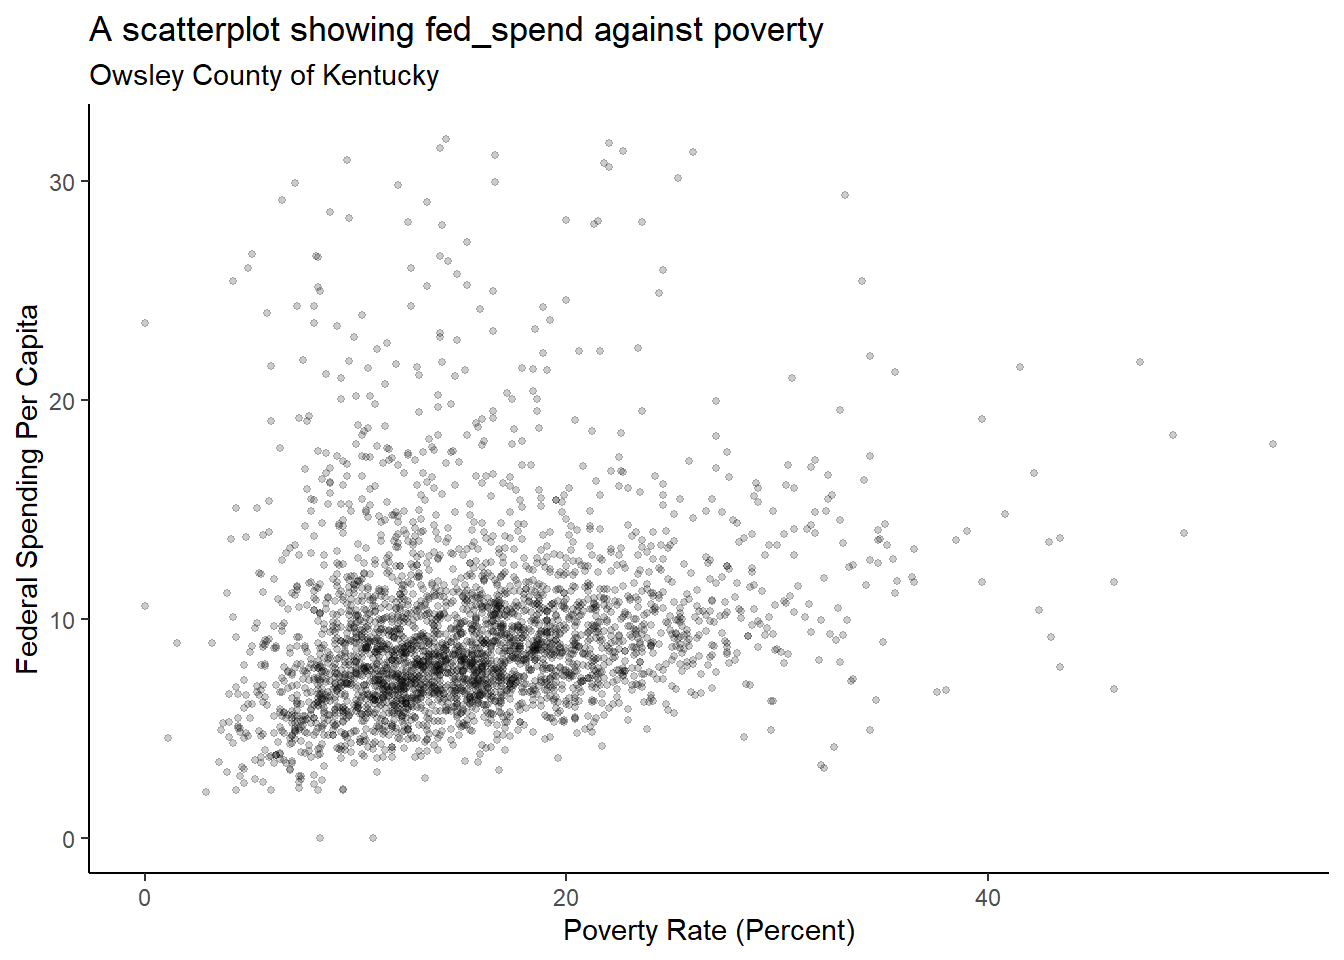 A scatterplot showing fed_spend against poverty
Owsley County of Kentucky
Federal Spending Per Capita
30
20
10
0
0
20
40
Poverty Rate (Percent)